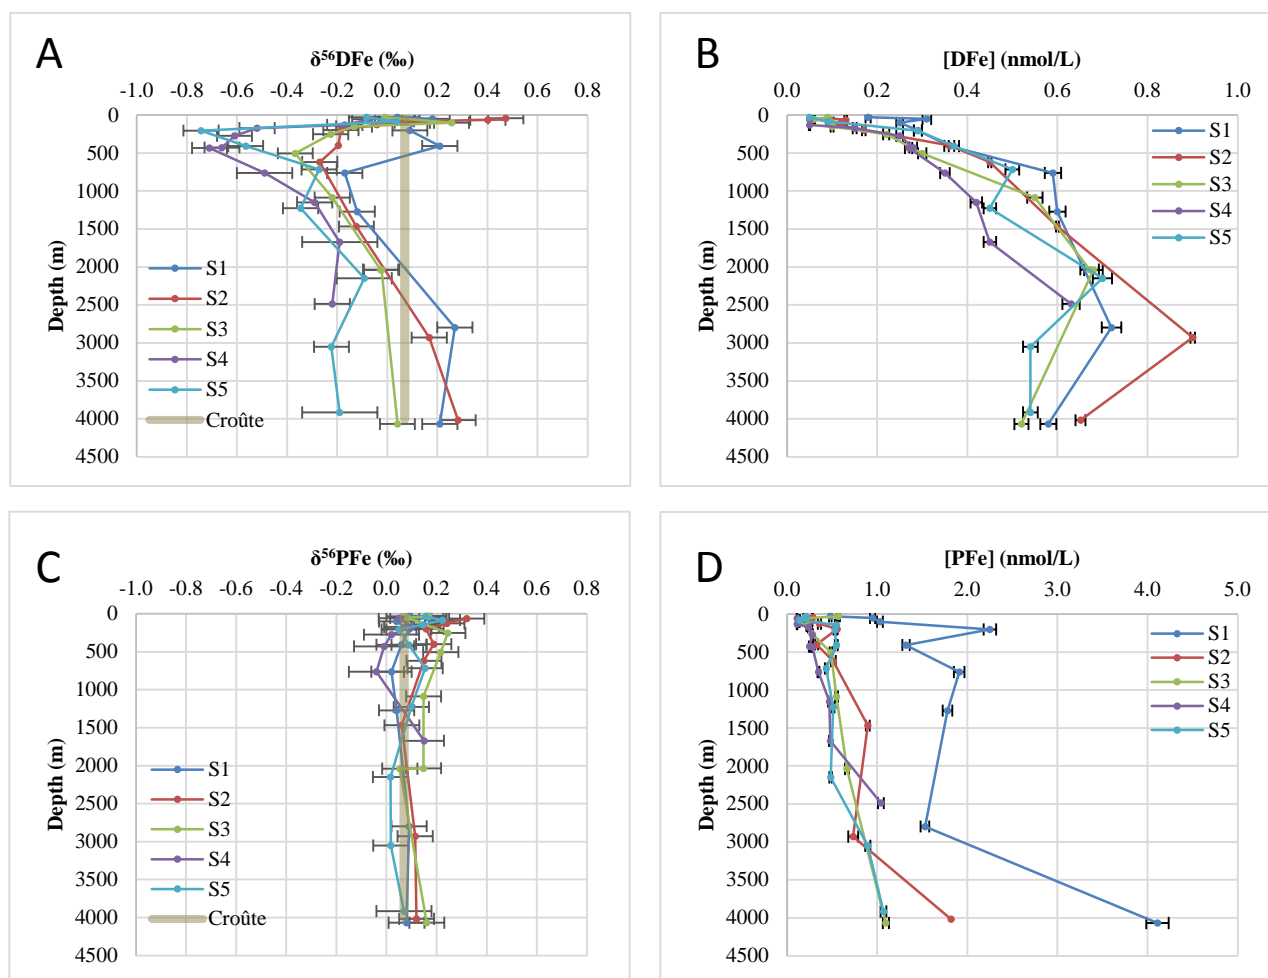 A
δ⁵⁶DFe (‰)
-1.0 -0.8 -0.6 -0.4 -0.2 0.0 0.2 0.4 0.6 0.8
0
500
1000
1500
2000
2500
3000
3500
4000
4500
Depth (m)
S1
S2
S3
S4
S5
Croûte
B
[DFe] (nmol/L)
0.0 0.2 0.4 0.6 0.8 1.0
0
500
1000
1500
2000
2500
3000
3500
4000
4500
Depth (m)
S1
S2
S3
S4
S5
C
δ⁵⁶PFe (‰)
-1.0 -0.8 -0.6 -0.4 -0.2 0.0 0.2 0.4 0.6 0.8
0
500
1000
1500
2000
2500
3000
3500
4000
4500
Depth (m)
S1
S2
S3
S4
S5
Croûte
D
[PFe] (nmol/L)
0.0 1.0 2.0 3.0 4.0 5.0
0
500
1000
1500
2000
2500
3000
3500
4000
4500
Depth (m)
S1
S2
S3
S4
S5